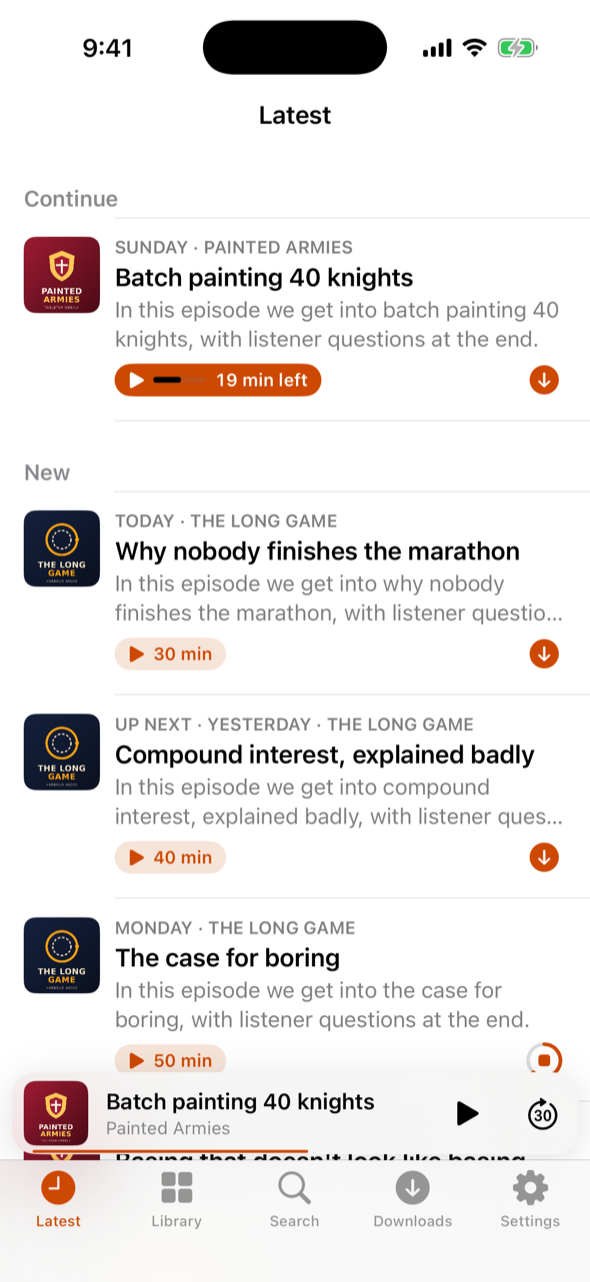 9:41
Latest
Continue
PAINTED
ARMIES
SUNDAY · PAINTED ARMIES
Batch painting 40 knights
In this episode we get into batch painting 40
knights, with listener questions at the end.
19 min left
New
THE LONG
GAME
TODAY · THE LONG GAME
Why nobody finishes the marathon
In this episode we get into why nobody
finishes the marathon, with listener questio...
30 min
THE LONG
GAME
UP NEXT · YESTERDAY · THE LONG GAME
Compound interest, explained badly
In this episode we get into compound
interest, explained badly, with listener ques...
40 min
THE LONG
GAME
MONDAY · THE LONG GAME
The case for boring
In this episode we get into the case for
boring, with listener questions at the end.
50 min
PAINTED
ARMIES
Batch painting 40 knights
Painted Armies
30
Latest
Library
Search
Downloads
Settings